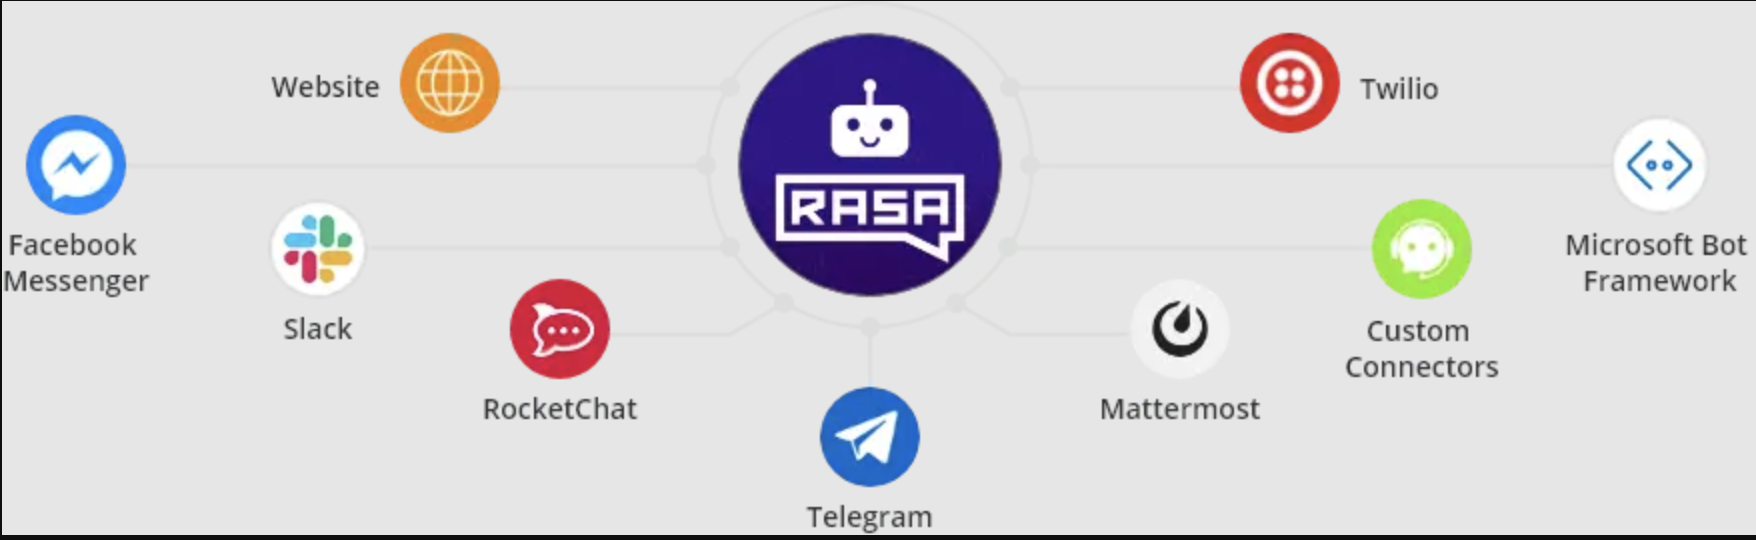 Website
Twilio
RASA
Facebook
Messenger
Slack
RocketChat
Telegram
Mattermost
Custom
Connectors
Microsoft Bot
Framework